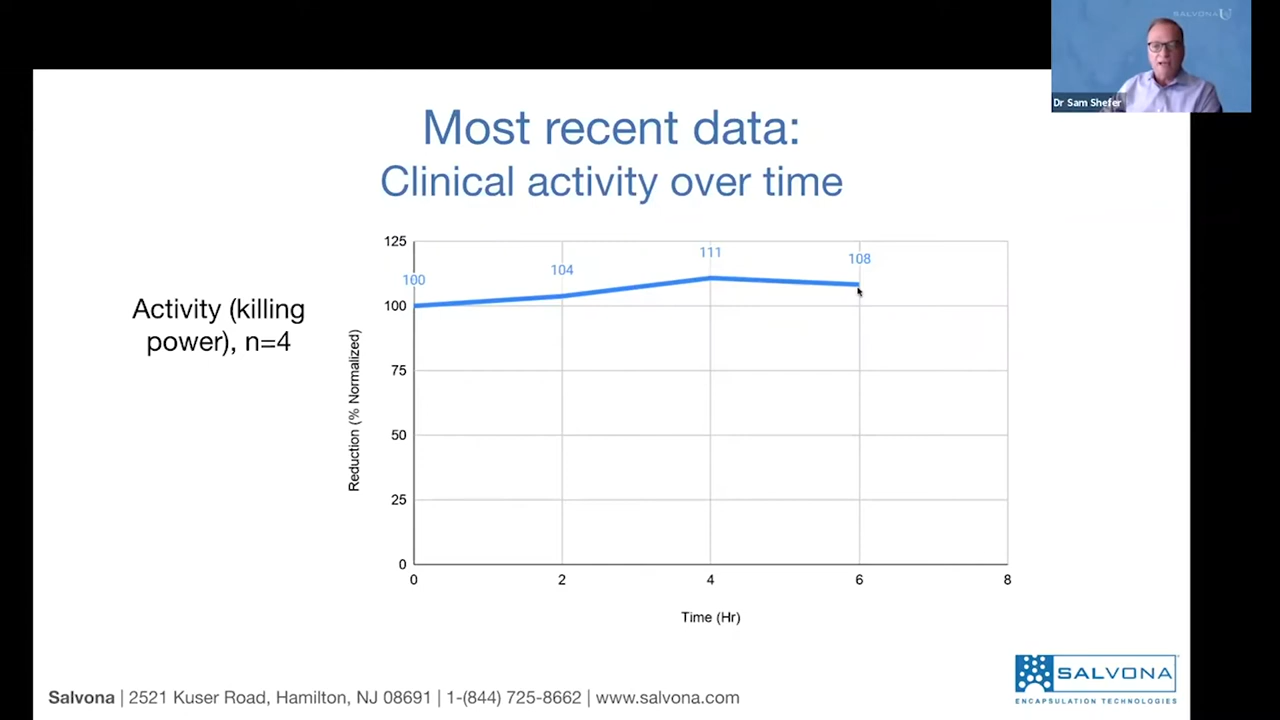 SALVONA
Dr Sam Shefer
Most recent data:
Clinical activity over time
Activity (killing
power), n=4
Reduction (% Normalized)
125
100
75
50
25
0
100
104
111
108
0
2
4
6
8
Time (Hr)
Salvona | 2521 Kuser Road, Hamilton, NJ 08691 | 1-(844) 725-8662 | www.salvona.com
SALVONA
ENCAPSULATION TECHNOLOGIES